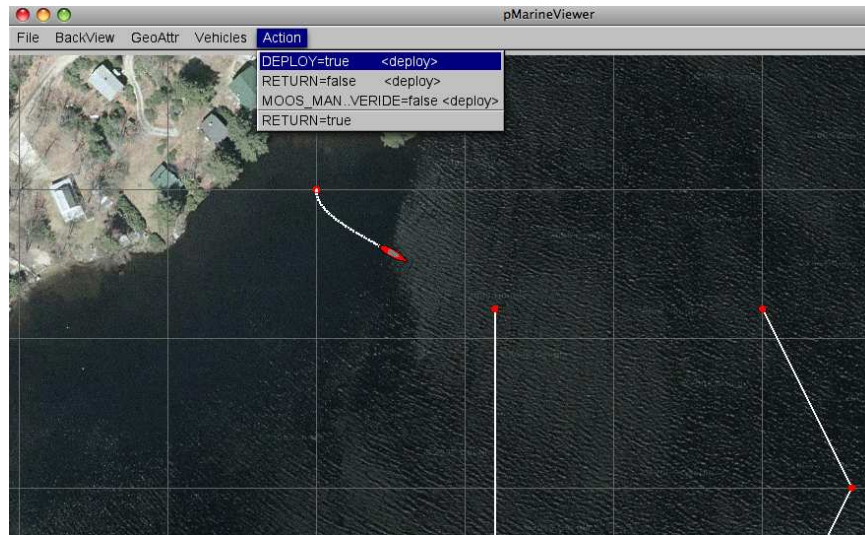 pMarineViewer
File BackView GeoAttr Vehicles Action
DEPLOY=true <deploy>
RETURN=false <deploy>
MOOS_MAN..VERIDE=false <deploy>
RETURN=true